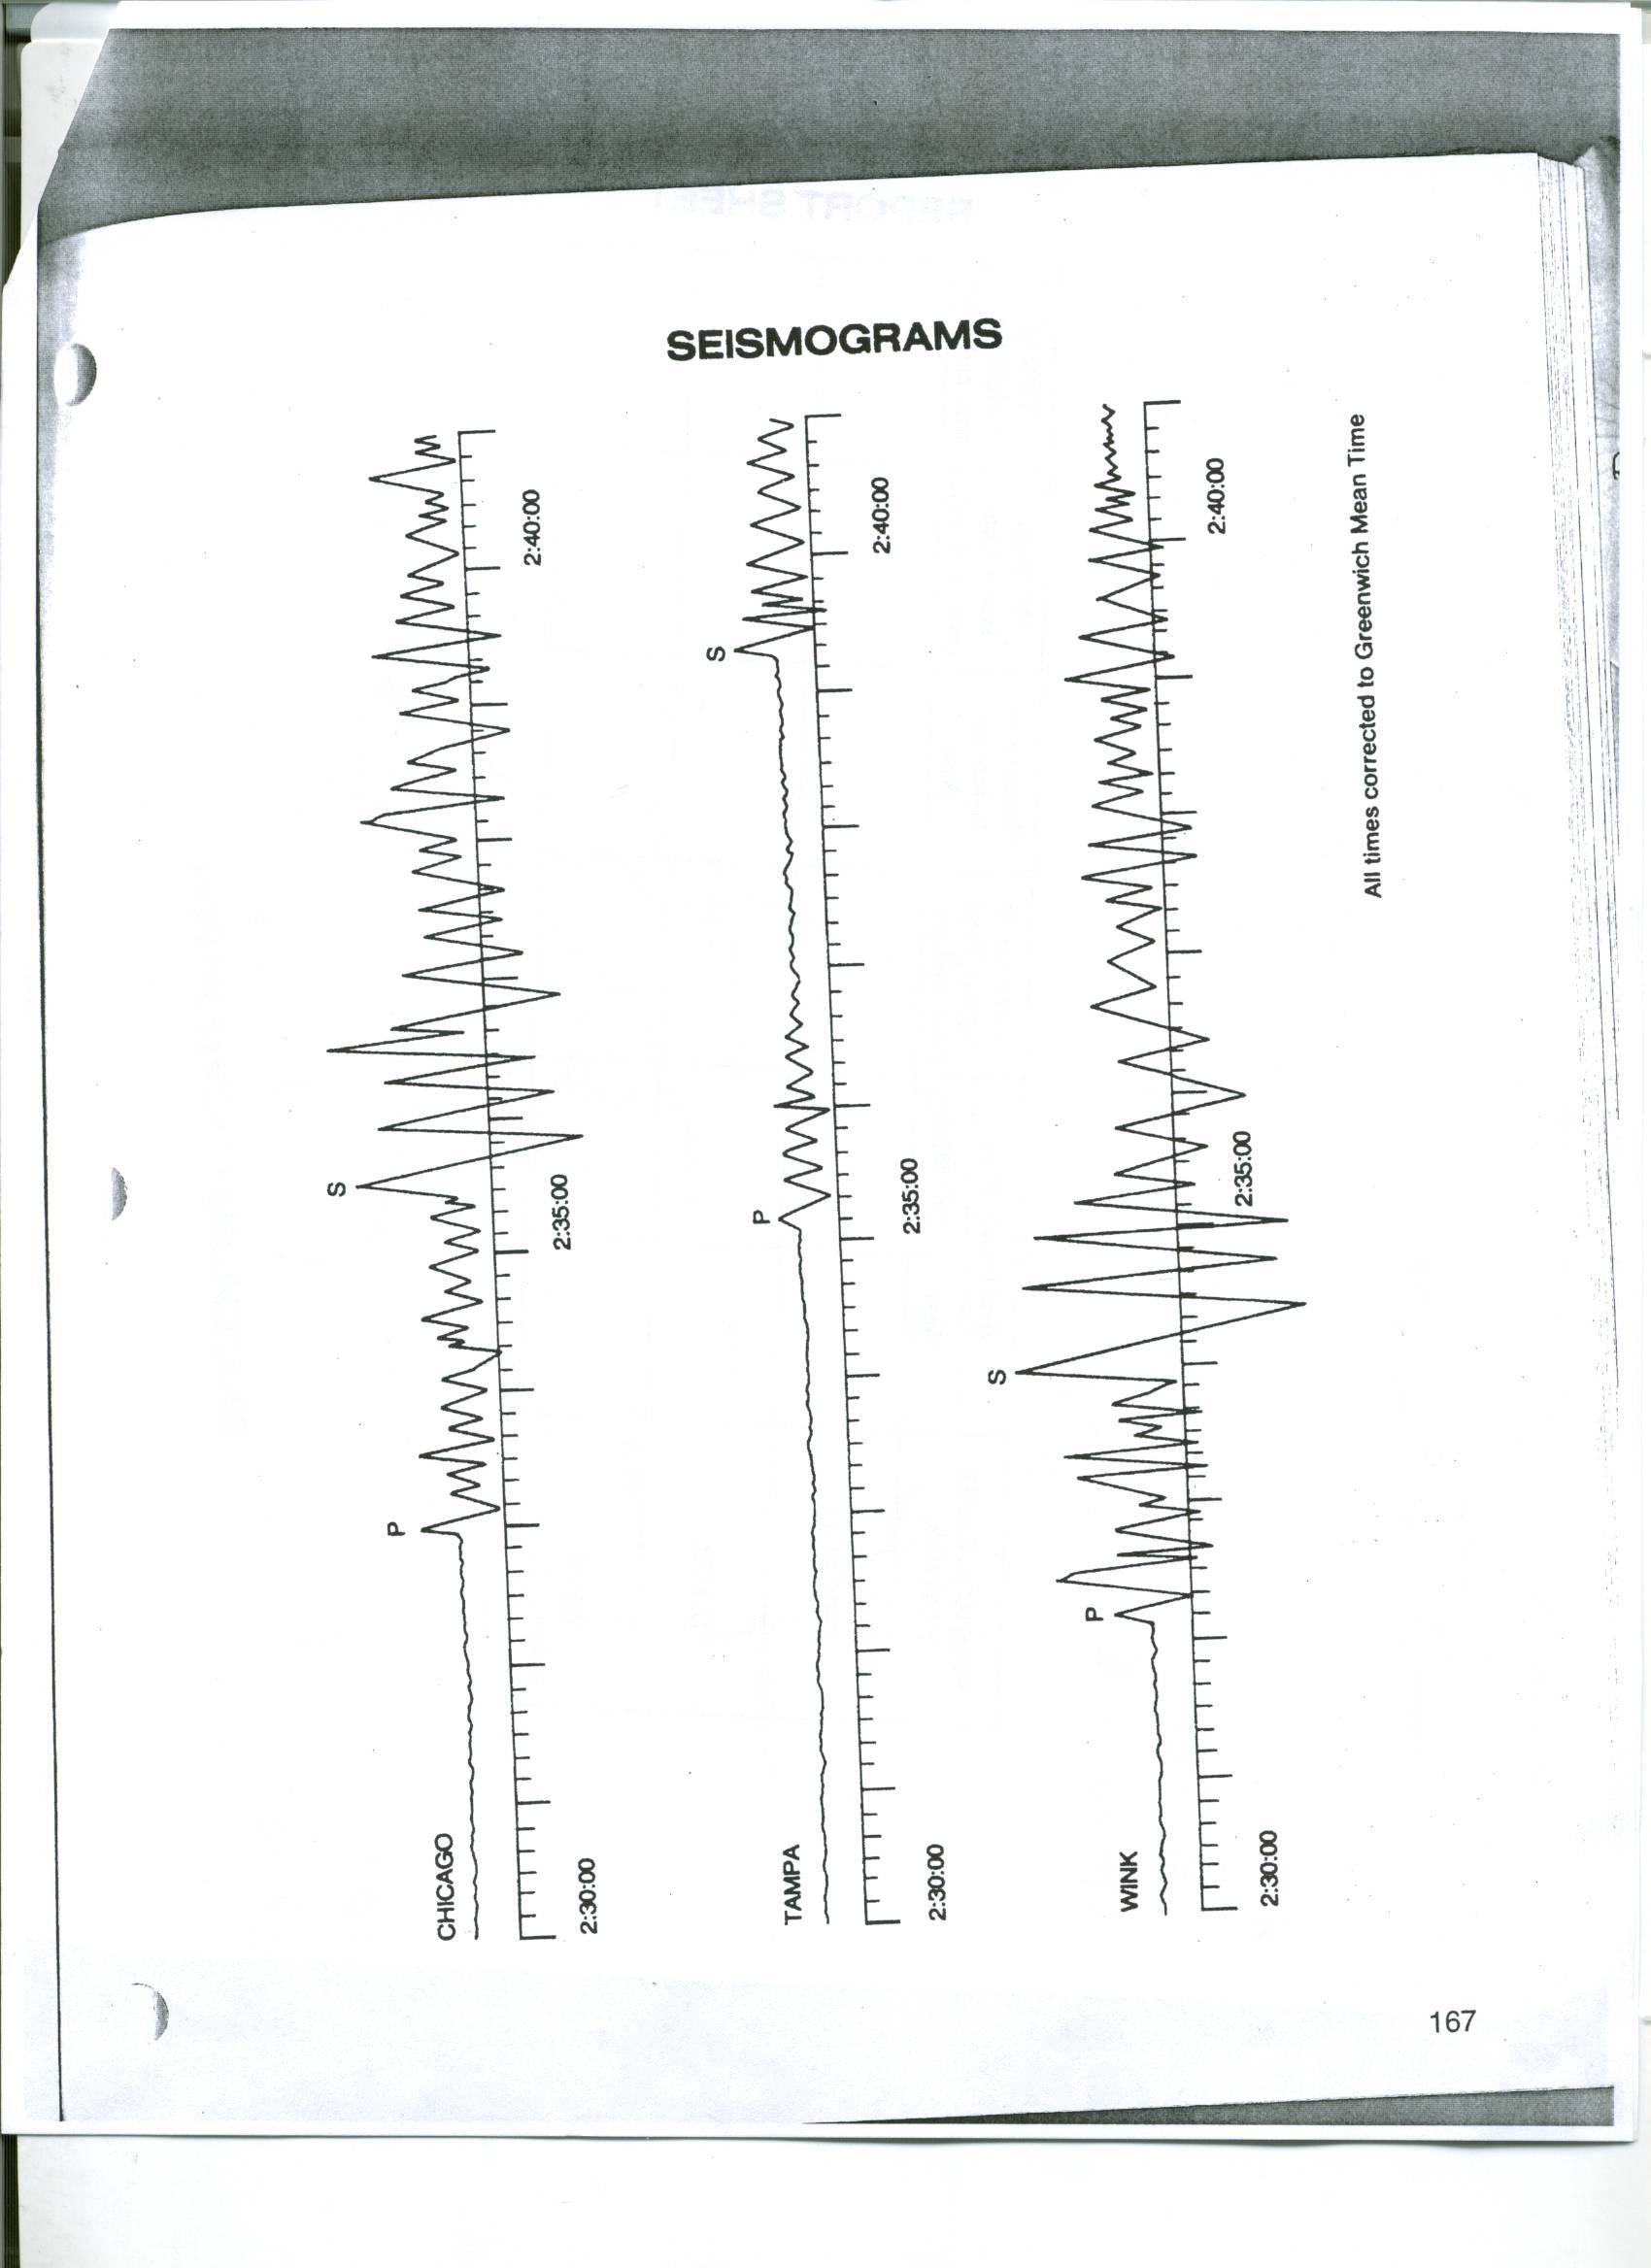 SEISMOGRAMS
CHICAGO
P
S
2:30:00
2:35:00
2:40:00
TAMPA
P
S
2:30:00
2:35:00
2:40:00
WINK
P
S
2:30:00
2:35:00
2:40:00
All times corrected to Greenwich Mean Time
167
REPORT SHEET